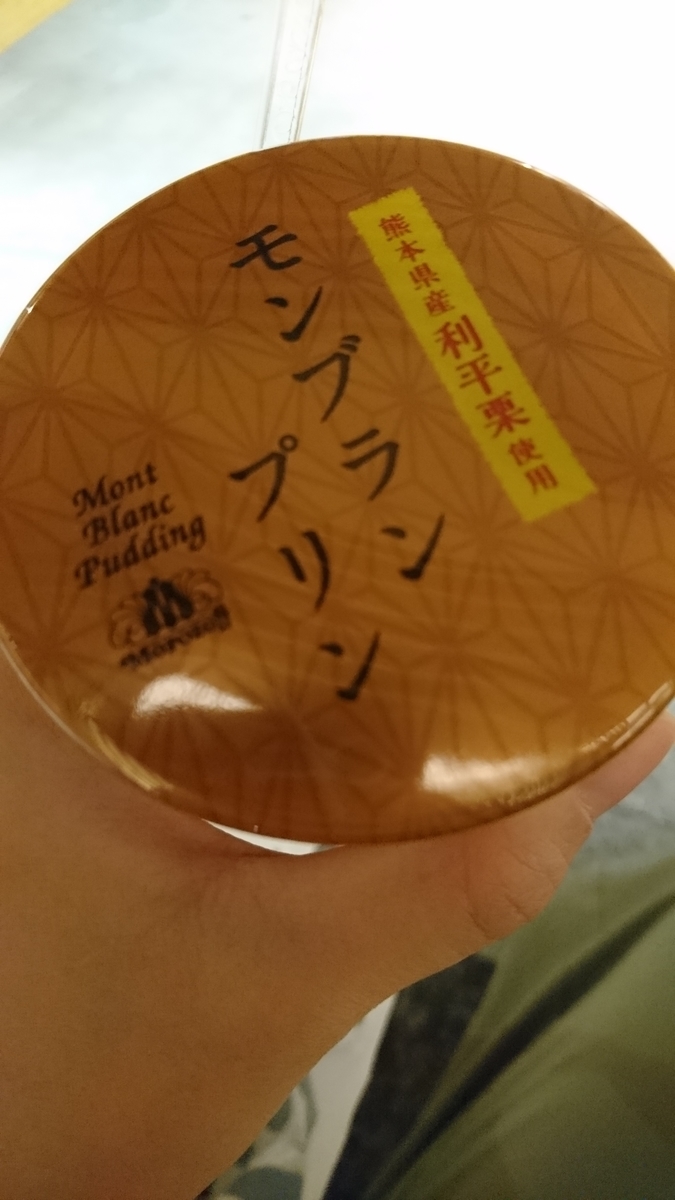 熊本県産利平栗使用
モンブラン
プリン
Mont
Blanc
Pudding
Morozoff